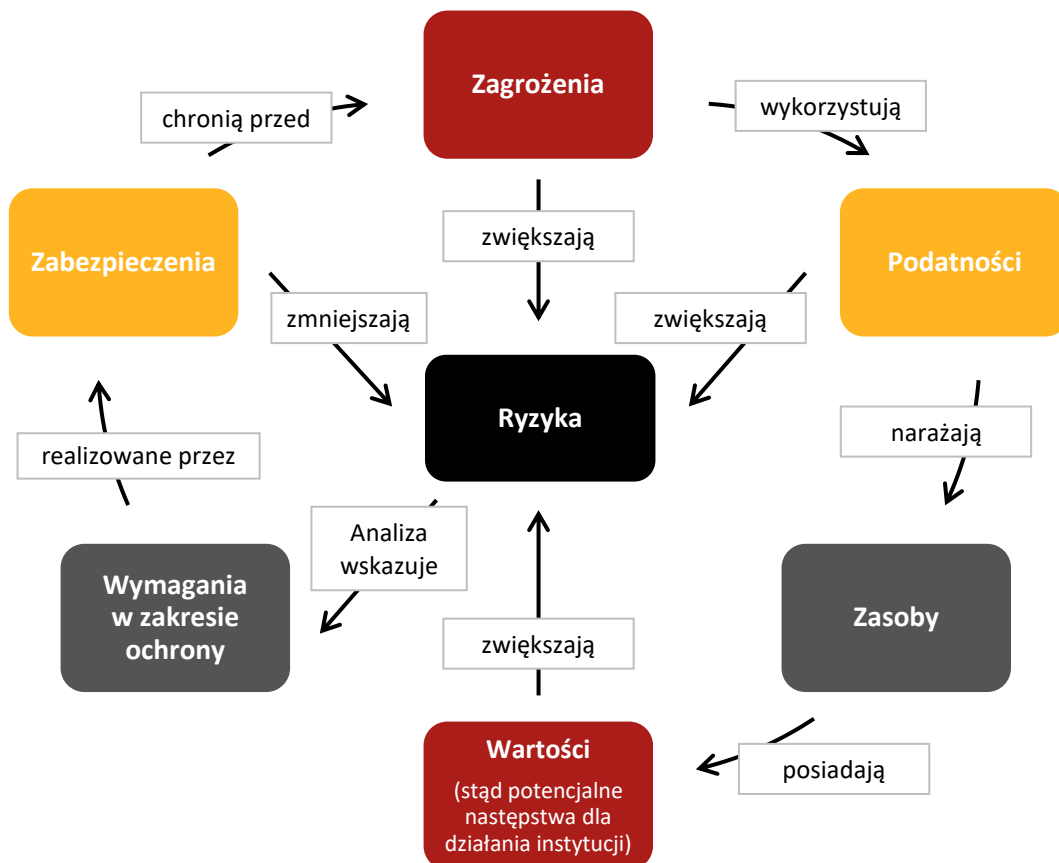 Zagrożenia
chronią przed
wykorzystują
zwiększają
Zabezpieczenia
Podatności
zmniejszają
zwiększają
Ryzyka
realizowane przez
narażają
Analiza
wskazuje
Wymagania
w zakresie
ochrony
Zasoby
zwiększają
Wartości
(stąd potencjalne
następstwa dla
działania instytucji)
posiadają